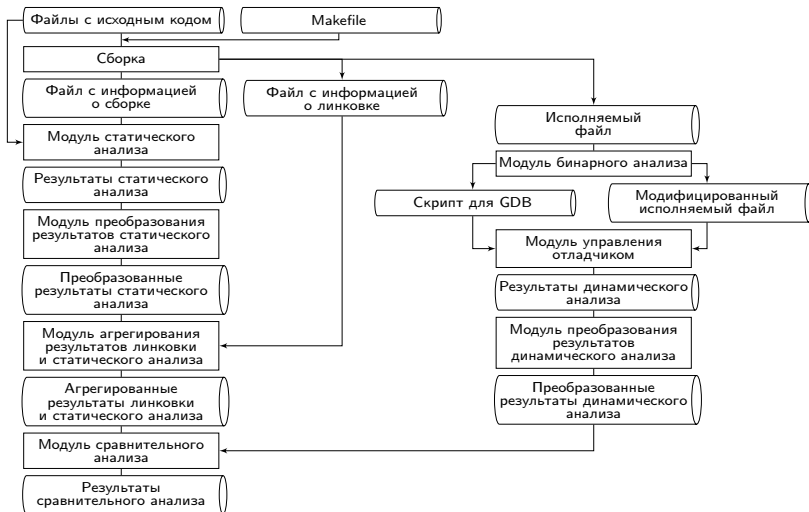 Файлы с исходным кодом
Makefile
Сборка
Файл с информацией
о сборке
Файл с информацией
о линковке
Исполняемый
файл
Модуль статического
анализа
Модуль бинарного анализа
Результаты статического
анализа
Скрипт для GDB
Модифицированный
исполняемый файл
Модуль преобразования
результатов статического
анализа
Модуль управления
отладчиком
Преобразованные
результаты статического
анализа
Результаты динамического
анализа
Модуль агрегирования
результатов линковки
и статического анализа
Модуль преобразования
результатов
динамического анализа
Агрегированные
результаты линковки
и статического анализа
Преобразованные
результаты динамического
анализа
Модуль сравнительного
анализа
Результаты
сравнительного анализа